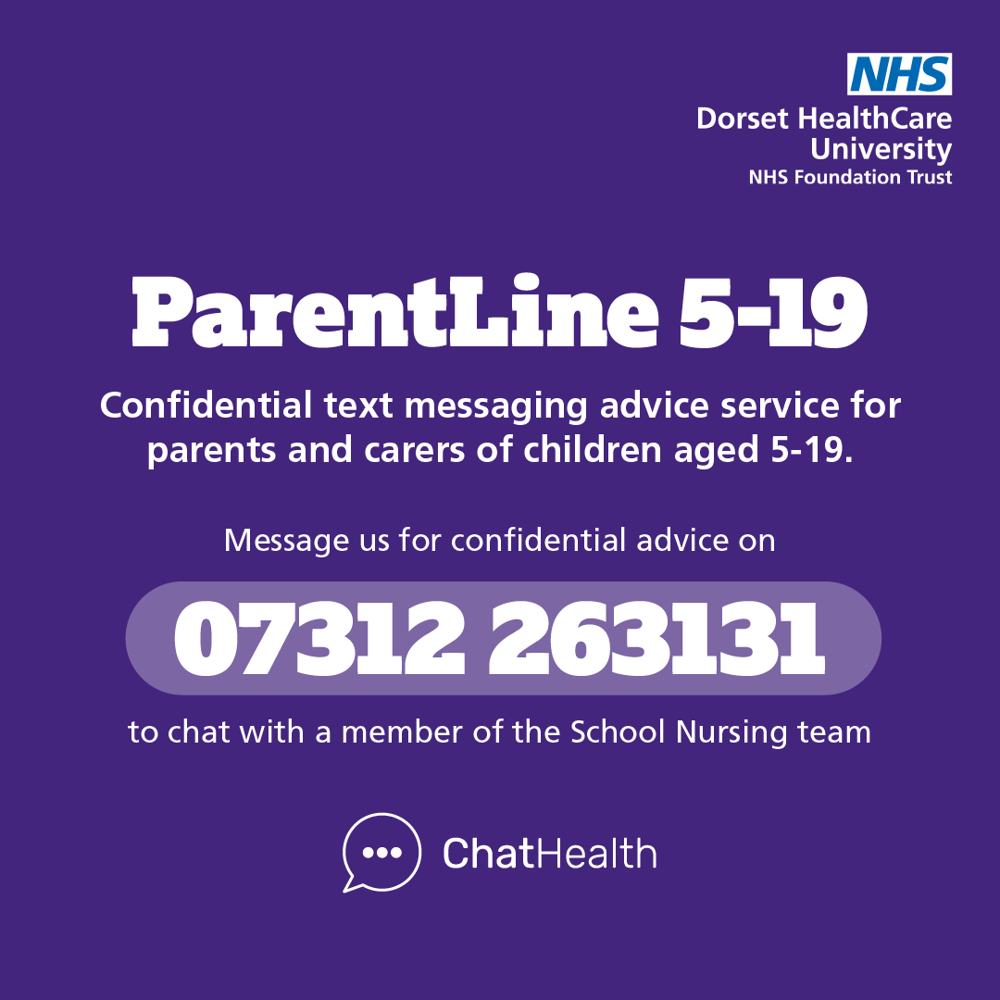 NHS
Dorset HealthCare
University
NHS Foundation Trust
ParentLine 5-19
Confidential text messaging advice service for
parents and carers of children aged 5-19.
Message us for confidential advice on
07312 263131
to chat with a member of the School Nursing team
ChatHealth